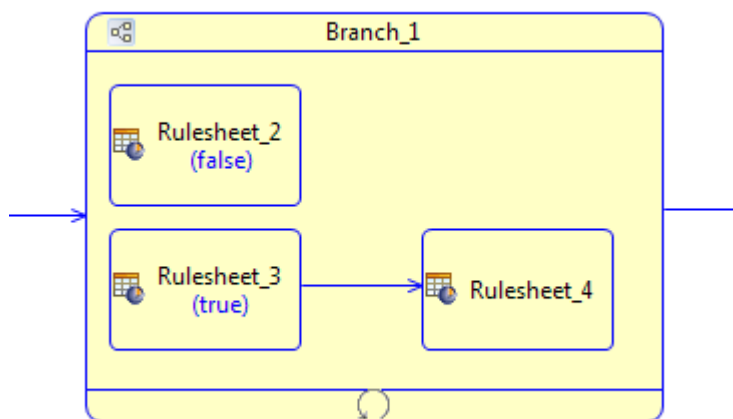 Branch_1
Rulesheet_2
(false)
Rulesheet_3
(true)
Rulesheet_4